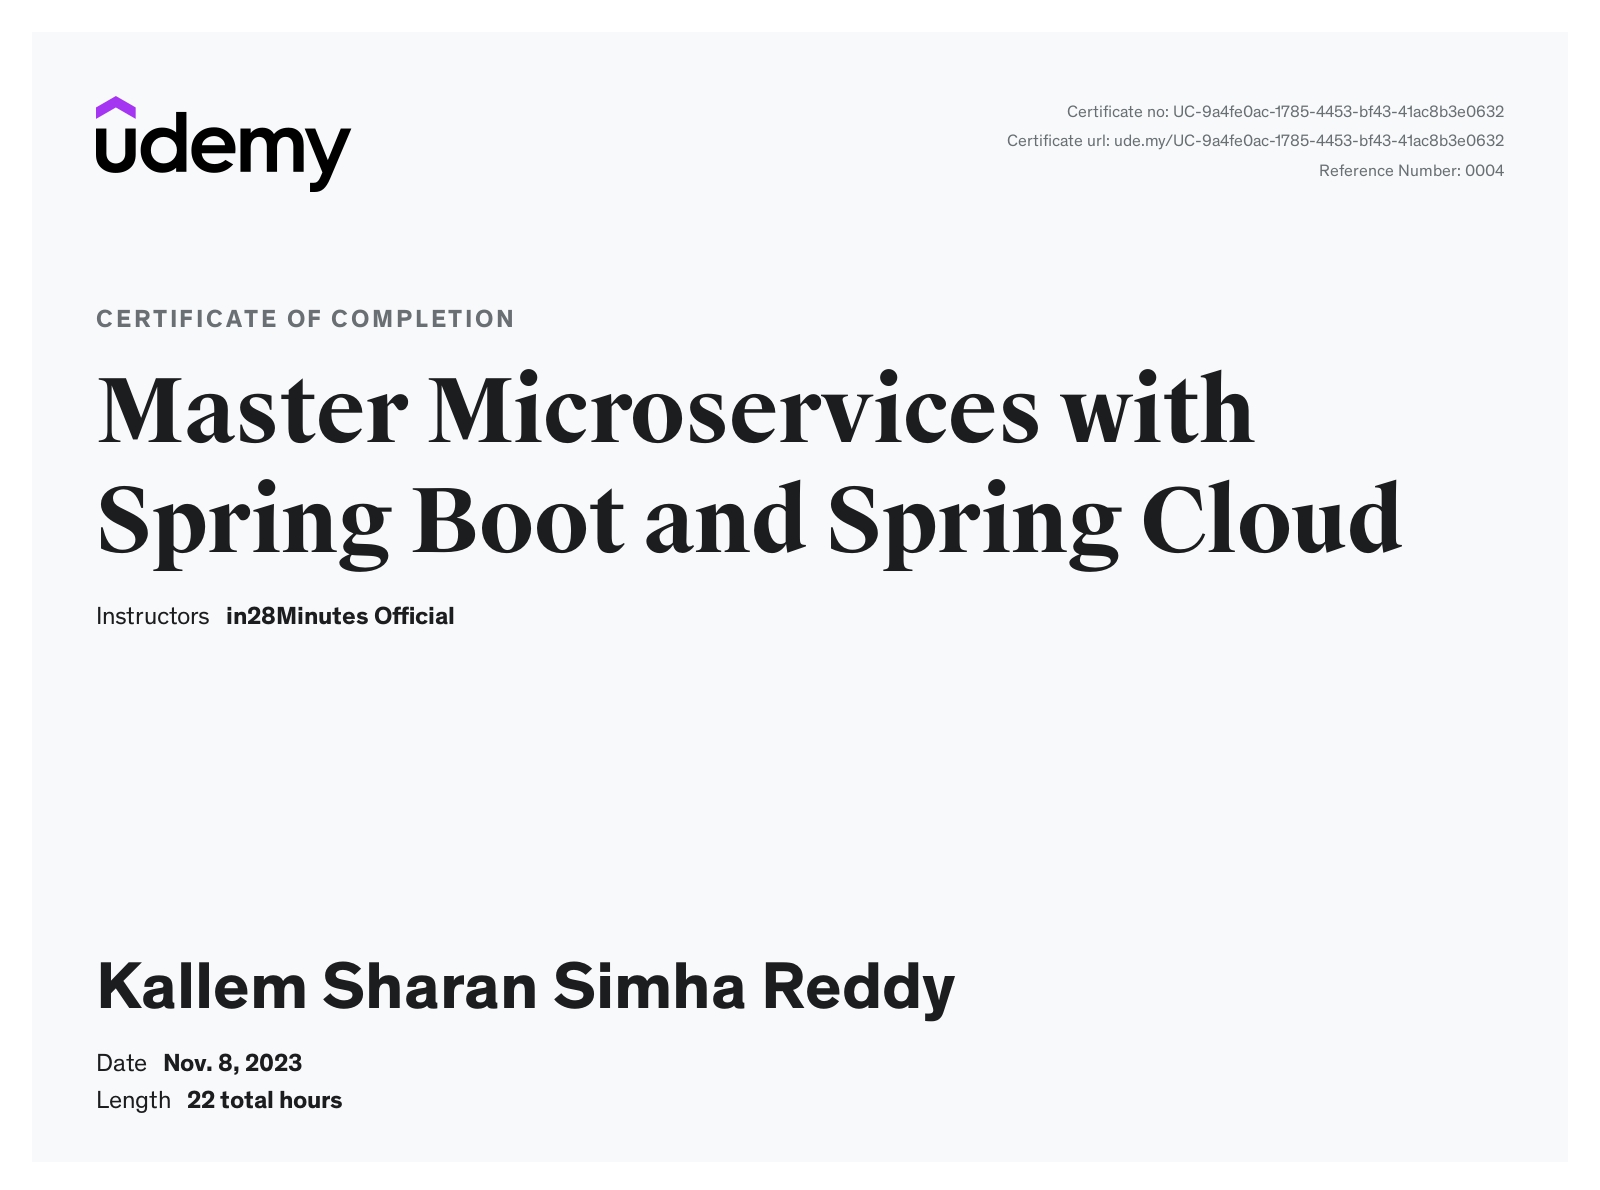 udemy
Certificate no: UC-9a4fe0ac-1785-4453-bf43-41ac8b3e0632
Certificate url: ude.my/UC-9a4fe0ac-1785-4453-bf43-41ac8b3e0632
Reference Number: 0004
CERTIFICATE OF COMPLETION
Master Microservices with
Spring Boot and Spring Cloud
Instructors in28Minutes Official
Kallem Sharan Simha Reddy
Date Nov. 8, 2023
Length 22 total hours